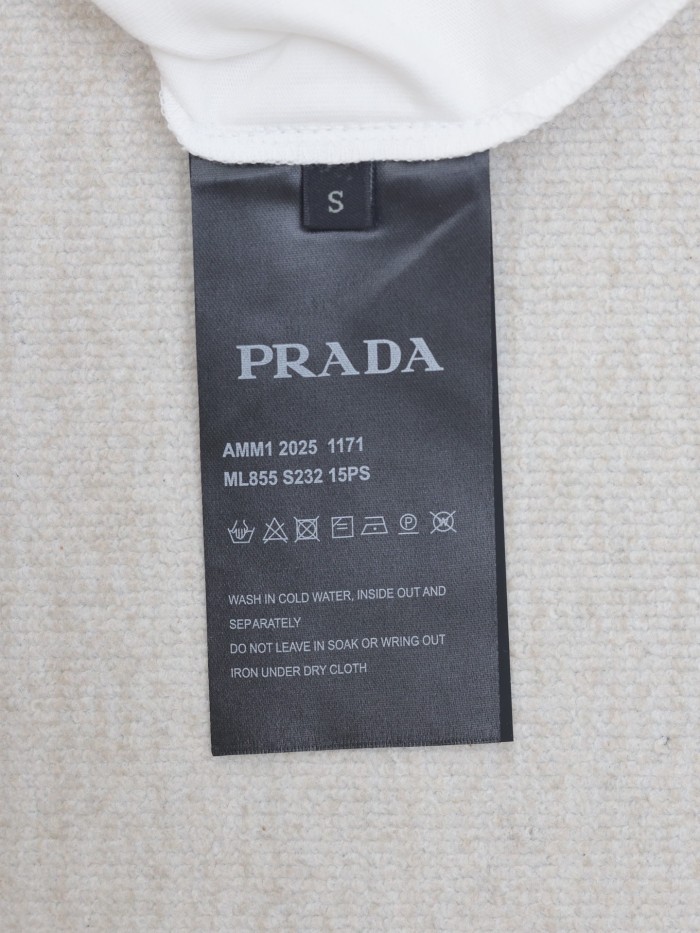 S
PRADA
AMM1 2025 1171
ML855 S232 15PS
P W
WASH IN COLD WATER, INSIDE OUT AND
SEPARATELY
DO NOT LEAVE IN SOAK OR WRING OUT
IRON UNDER DRY CLOTH